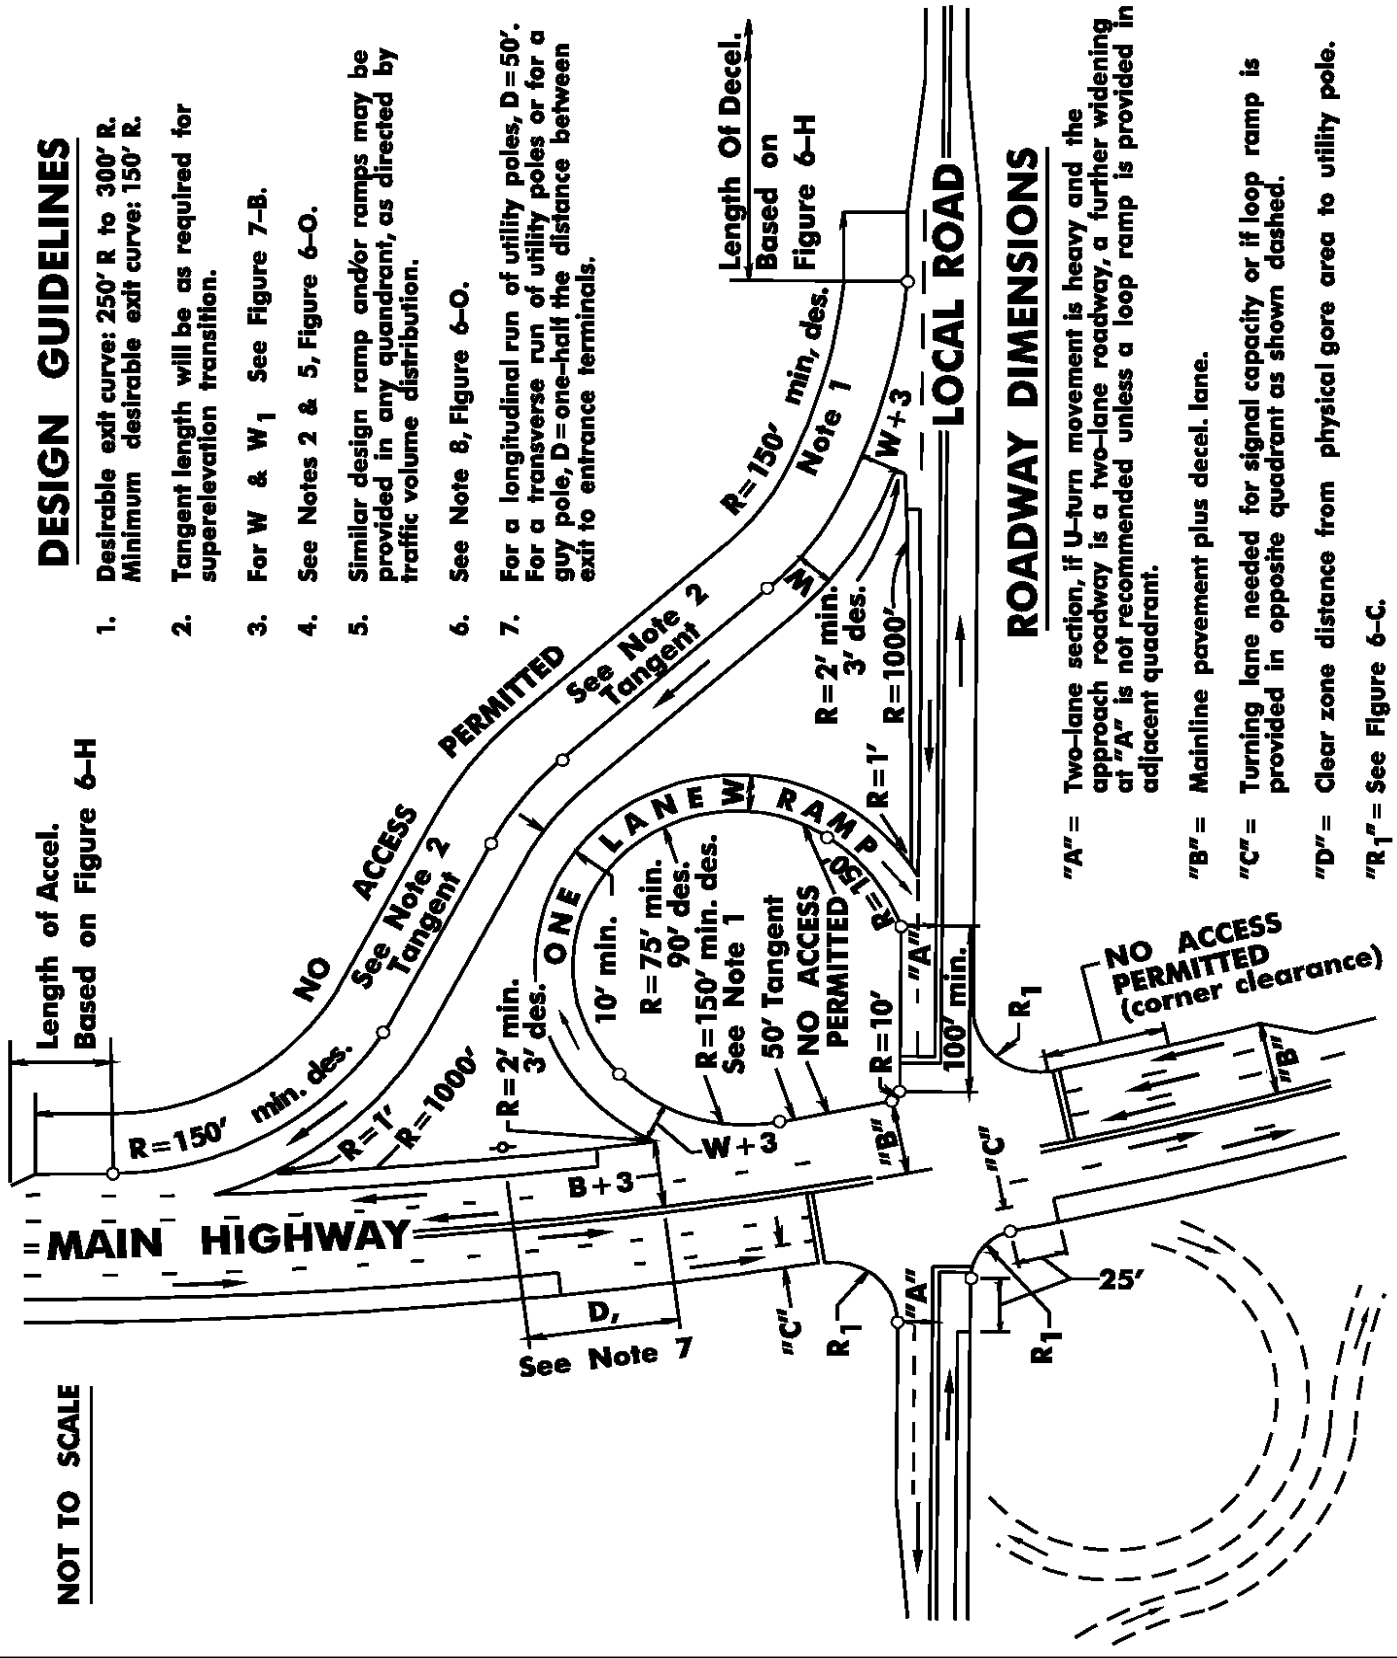 DESIGN GUIDELINES
1. Desirable exit curve: 250' R to 300' R.
Minimum desirable exit curve: 150' R.
2. Tangent length will be as required for
superelevation transition.
3. For W & W1 See Figure 7-B.
4. See Notes 2 & 5, Figure 6-O.
5. Similar design ramp and/or ramps may be
provided in any quandrant, as directed by
traffic volume distribution.
6. See Note 8, Figure 6-O.
7. For a longitudinal run of utility poles, D=50'.
For a transverse run of utility poles or for a
guy pole, D=one-half the distance between
exit to entrance terminals.
NOT TO SCALE
Length of Accel.
Based on Figure 6-H
NO ACCESS PERMITTED
See Note 2
Tangent
See Note 2
Tangent
R=150' min. des.
R=1'
R=1000'
MAIN HIGHWAY
R=2' min.
3' des.
B+3
W+3
D,
See Note 7
ONE LANE RAMP
W
10' min.
R=75' min.
90' des.
R=150' min. des.
See Note 1
50' Tangent
NO ACCESS
PERMITTED
R=150'
R=10'
"A"
100' min.
"B"
"C"
"C"
"A"
R1
R1
R1
25'
NO ACCESS
PERMITTED
(corner clearance)
"B"
Length Of Decel.
Based on
Figure 6-H
R=150' min, des.
Note 1
W+3
W
R=2' min.
3' des.
R=1000'
R=1'
LOCAL ROAD
ROADWAY DIMENSIONS
"A"= Two-lane section, if U-turn movement is heavy and the
approach roadway is a two-lane roadway, a further widening
at "A" is not recommended unless a loop ramp is provided in
adjacent quadrant.
"B"= Mainline pavement plus decel. lane.
"C"= Turning lane needed for signal capacity or if loop ramp is
provided in opposite quadrant as shown dashed.
"D"= Clear zone distance from physical gore area to utility pole.
"R1"= See Figure 6-C.